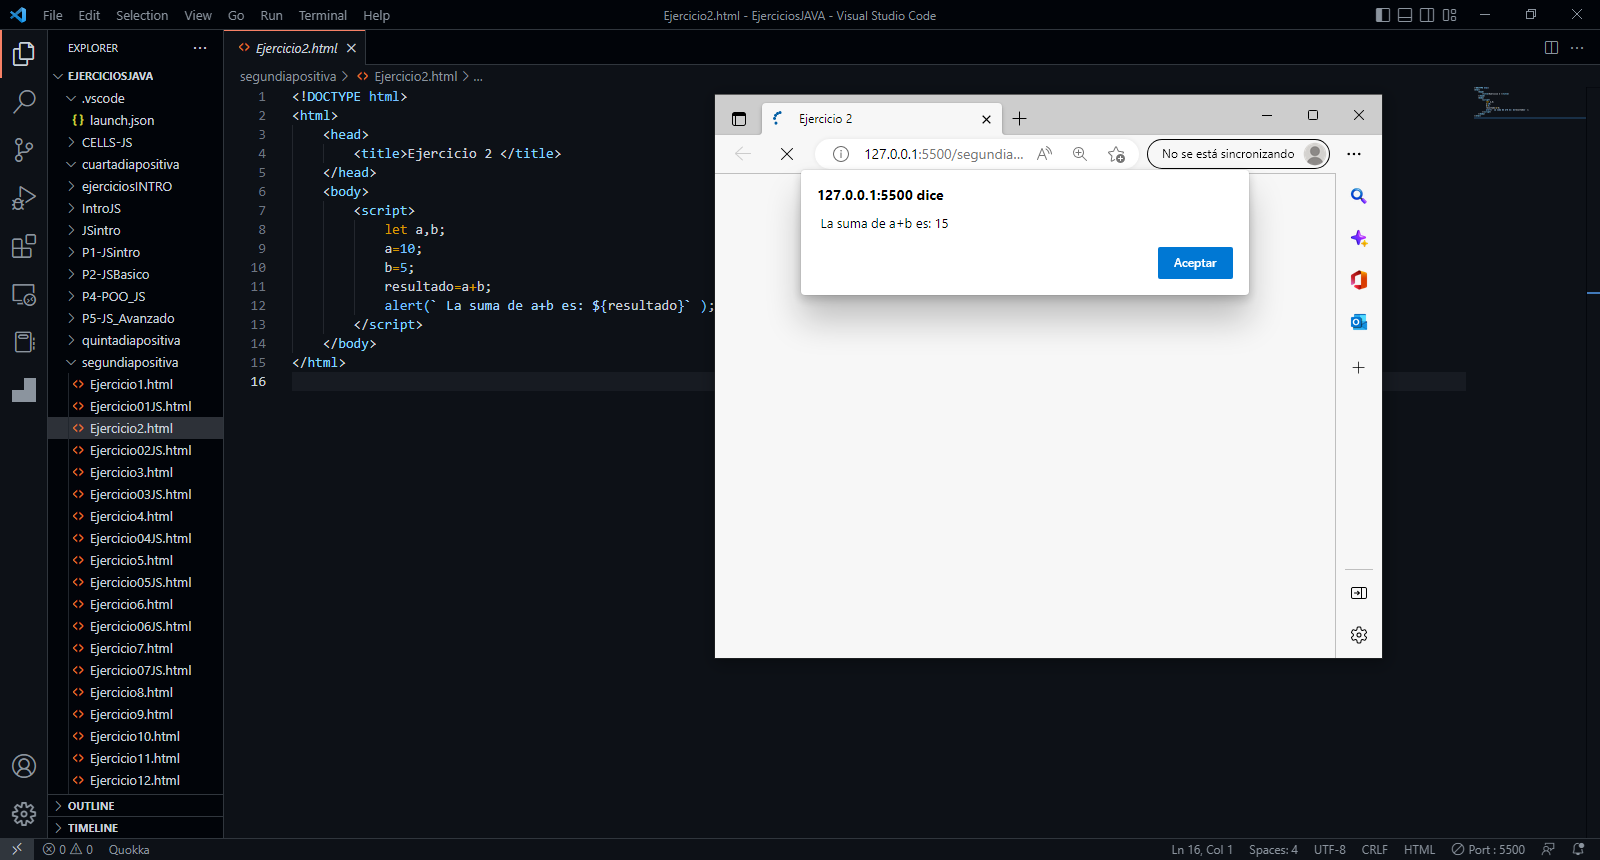 File Edit Selection View Go Run Terminal Help
Ejercicio2.html - EjerciciosJAVA - Visual Studio Code
EXPLORER
EJERCICIOSJAVA
.vscode
{} launch.json
CELLS-JS
cuartadiapositiva
ejerciciosINTRO
IntroJS
JSintro
P1-JSintro
P2-JSBasico
P4-POO_JS
P5-JS_Avanzado
quintadiapositiva
segundiapositiva
Ejercicio1.html
Ejercicio01JS.html
Ejercicio2.html
Ejercicio02JS.html
Ejercicio3.html
Ejercicio03JS.html
Ejercicio4.html
Ejercicio04JS.html
Ejercicio5.html
Ejercicio05JS.html
Ejercicio6.html
Ejercicio06JS.html
Ejercicio7.html
Ejercicio07JS.html
Ejercicio8.html
Ejercicio9.html
Ejercicio10.html
Ejercicio11.html
Ejercicio12.html
OUTLINE
TIMELINE
Ejercicio2.html
segundiapositiva > Ejercicio2.html > ...
1 <!DOCTYPE html>
2 <html>
3 <head>
4 <title>Ejercicio 2 </title>
5 </head>
6 <body>
7 <script>
8 let a,b;
9 a=10;
10 b=5;
11 resultado=a+b;
12 alert(` La suma de a+b es: ${resultado}` );
13 </script>
14 </body>
15 </html>
16
Ejercicio 2
127.0.0.1:5500/segundia...
No se está sincronizando
127.0.0.1:5500 dice
La suma de a+b es: 15
Aceptar
0 0 Quokka
Ln 16, Col 1 Spaces: 4 UTF-8 CRLF HTML Port : 5500